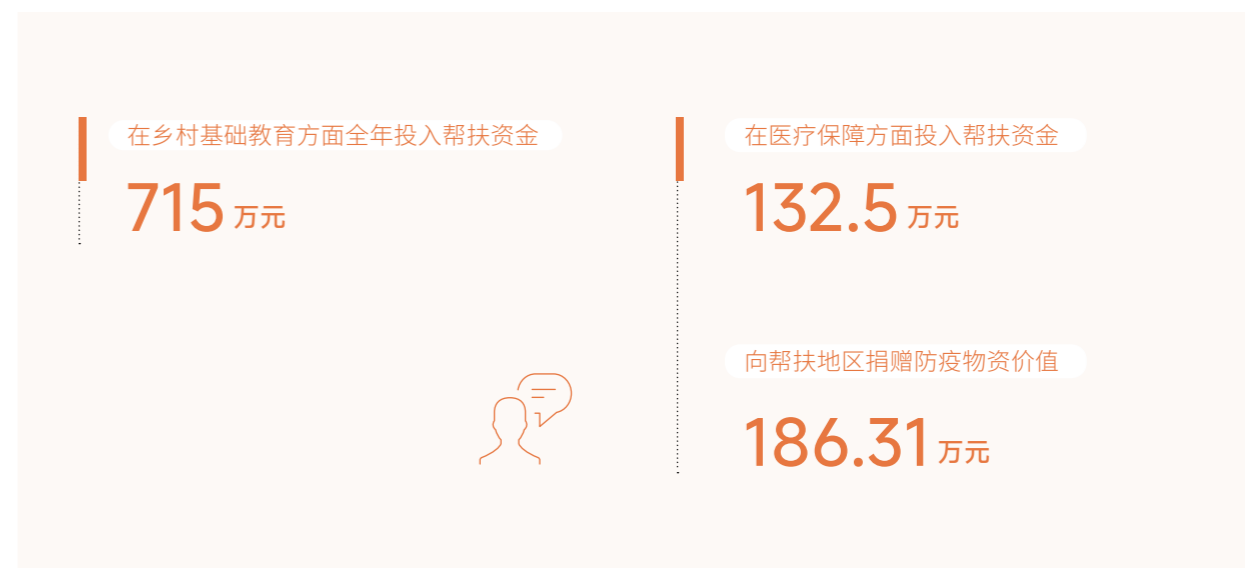 在乡村基础教育方面全年投入帮扶资金
715 万元
在医疗保障方面投入帮扶资金
132.5 万元
向帮扶地区捐赠防疫物资价值
186.31 万元